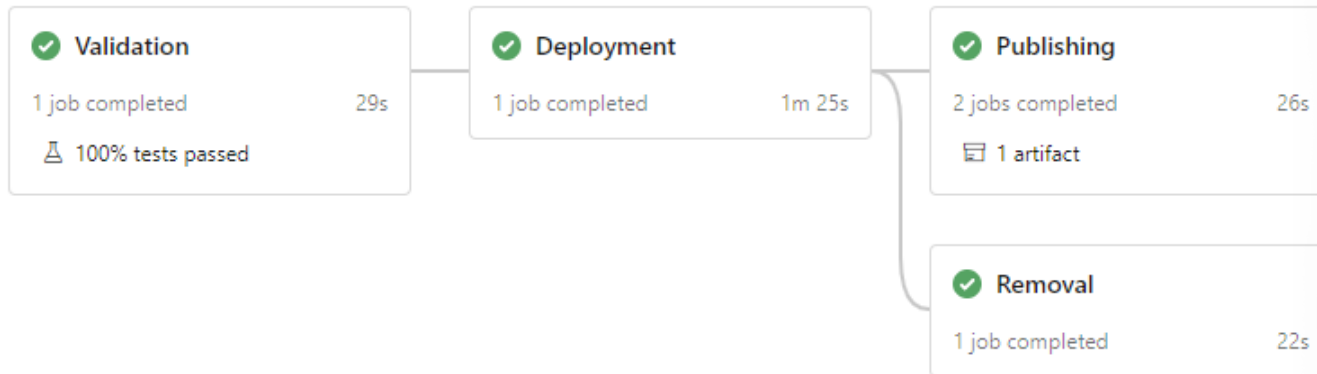 Validation
1 job completed 29s
100% tests passed
Deployment
1 job completed 1m 25s
Publishing
2 jobs completed 26s
1 artifact
Removal
1 job completed 22s